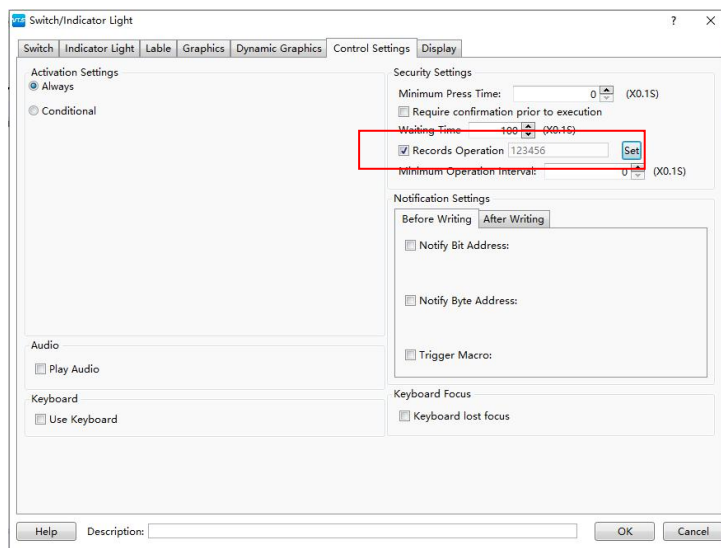 Switch/Indicator Light
?
Switch Indicator Light Lable Graphics Dynamic Graphics Control Settings Display
Activation Settings
Always
Conditional
Security Settings
Minimum Press Time: 0 (X0.1S)
Require confirmation prior to execution
Waiting Time 100 (X0.1S)
Records Operation 123456 Set
Minimum Operation Interval: 0 (X0.1S)
Notification Settings
Before Writing After Writing
Notify Bit Address:
Notify Byte Address:
Trigger Macro:
Audio
Play Audio
Keyboard
Use Keyboard
Keyboard Focus
Keyboard lost focus
Help Description: OK Cancel